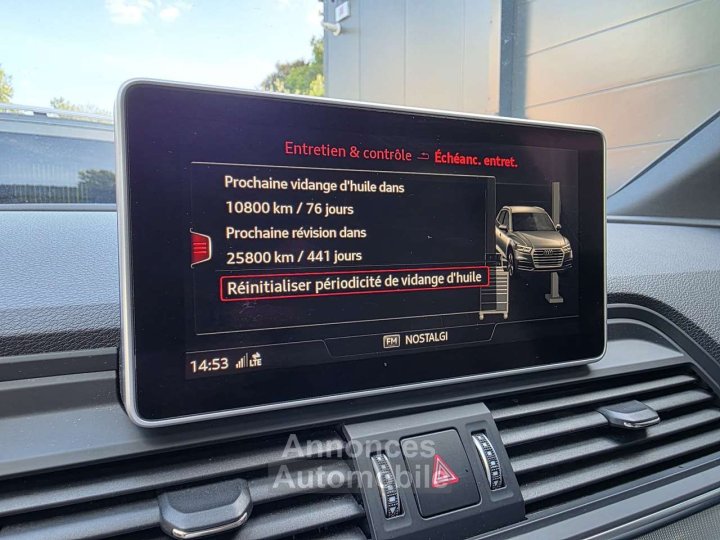 Entretien & contrôle Échéanc. entret.
Prochaine vidange d'huile dans
10800 km / 76 jours
Prochaine révision dans
25800 km / 441 jours
Réinitialiser périodicité de vidange d'huile
FM NOSTALGI
14:53 LTE
Annonces
Automobile